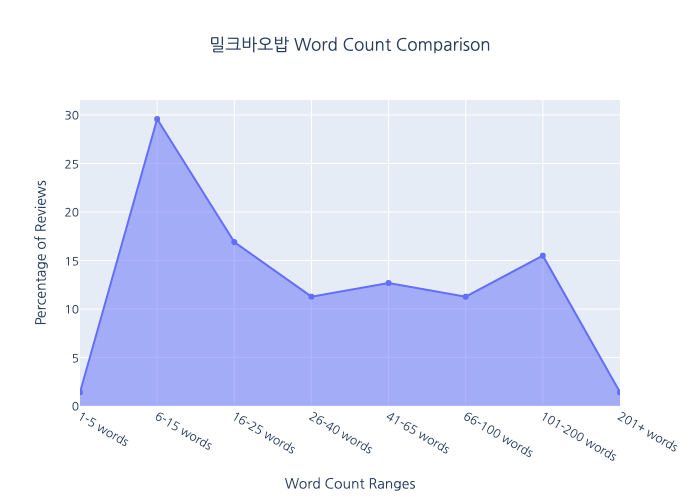 밀크바오밥 Word Count Comparison
Percentage of Reviews
30
25
20
15
10
5
0
1-5 words
6-15 words
16-25 words
26-40 words
41-65 words
66-100 words
101-200 words
201+ words
Word Count Ranges